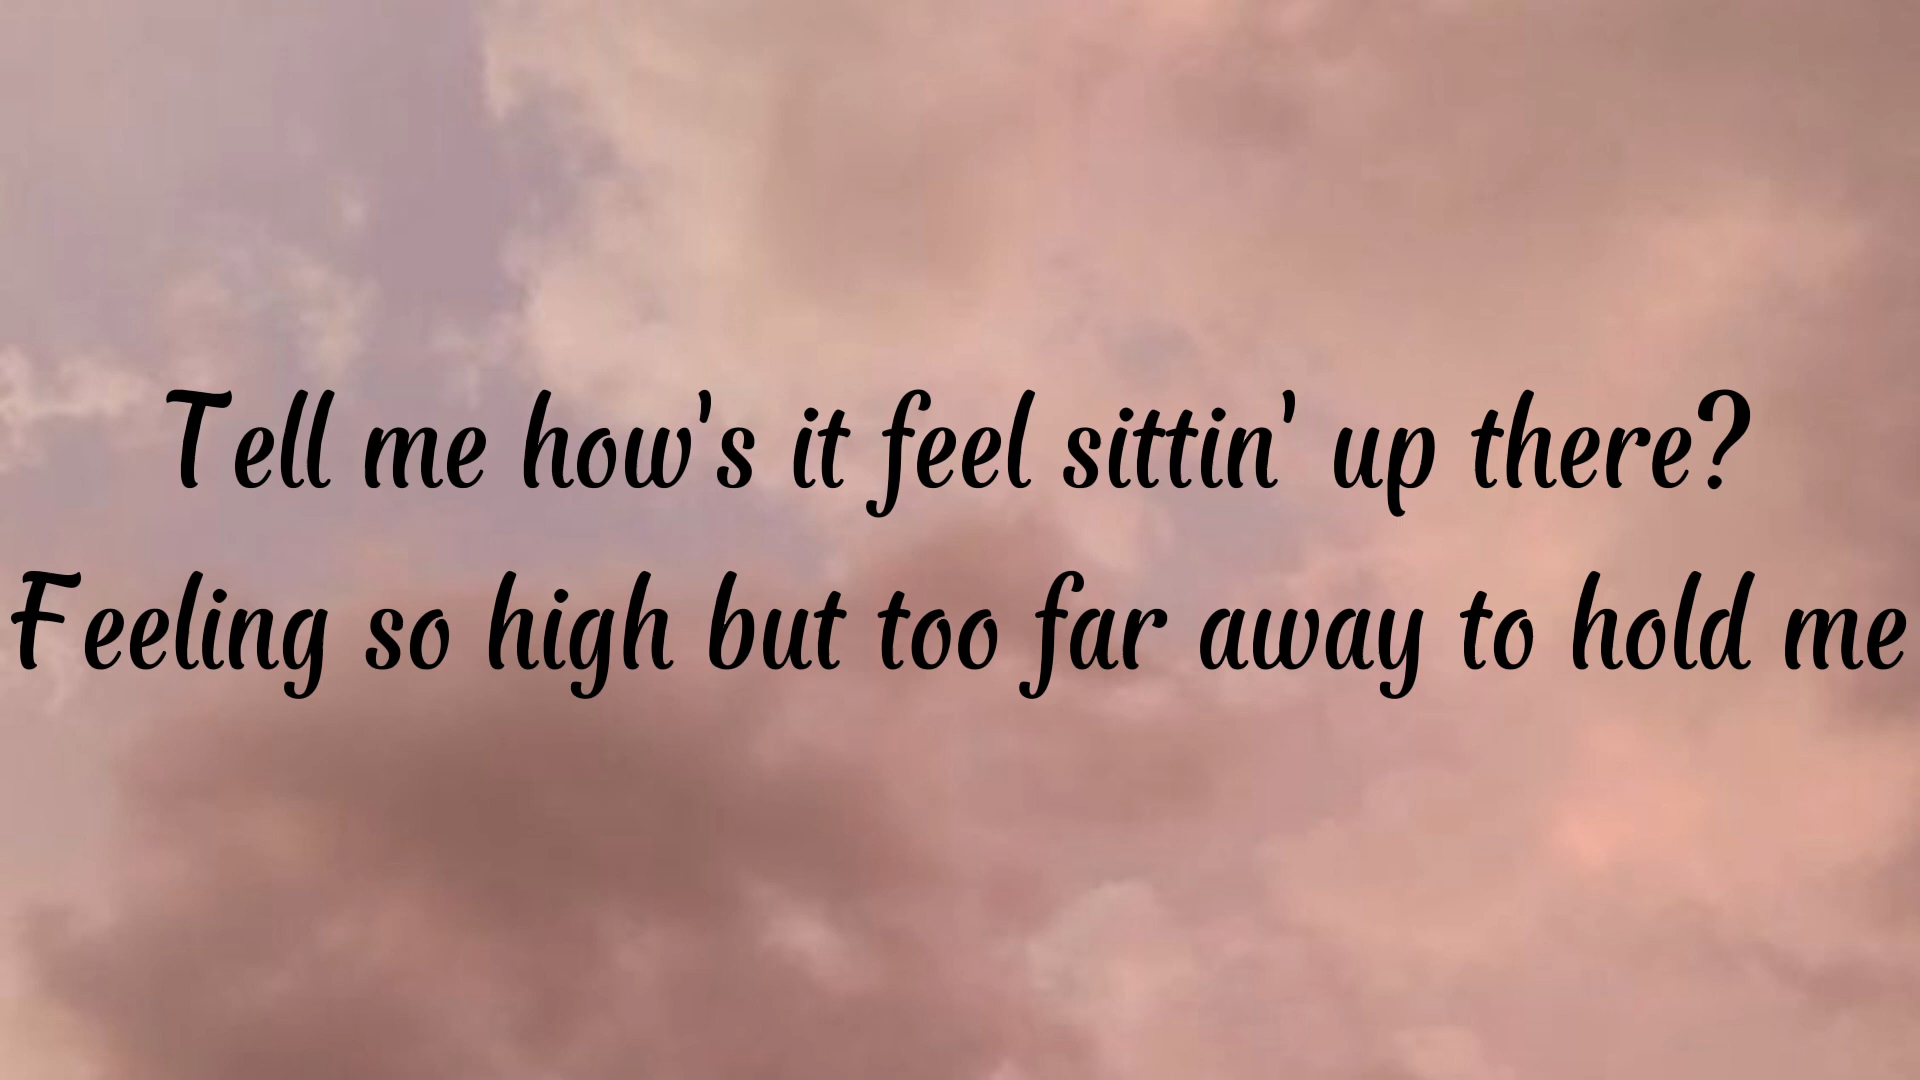 Tell me how's it feel sittin' up there?
Feeling so high but too far away to hold me